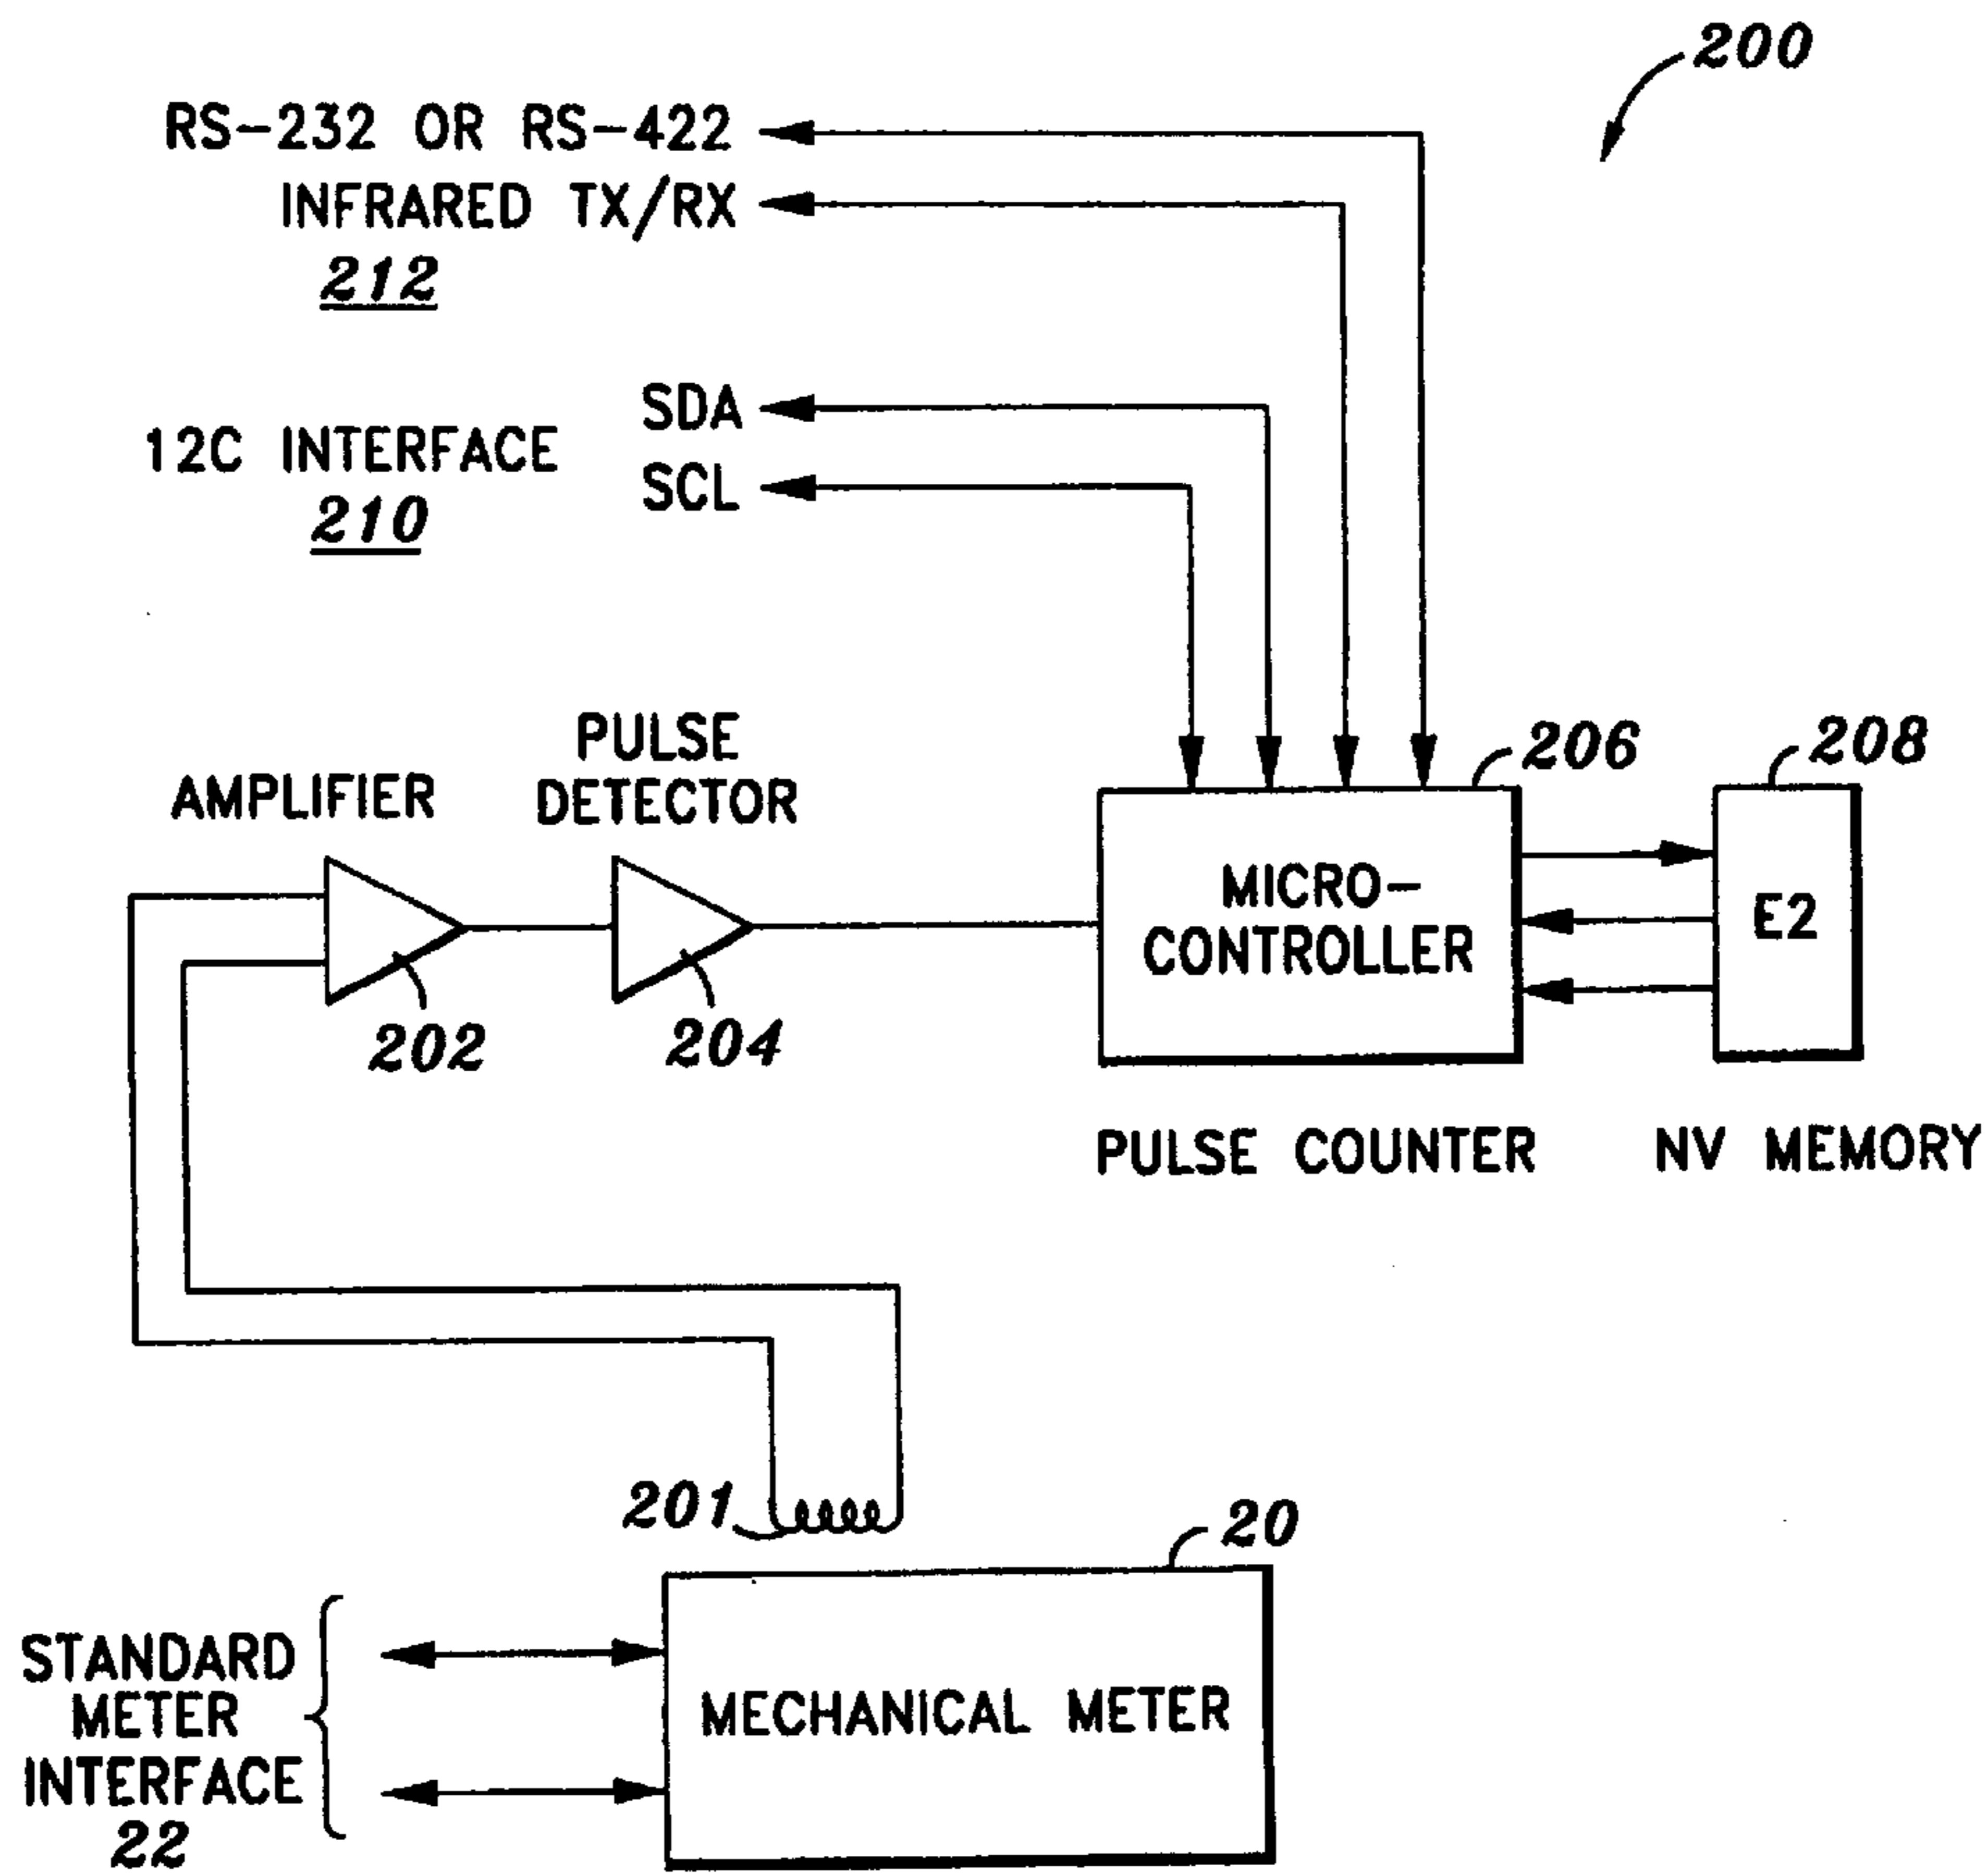 200
RS-232 OR RS-422
INFRARED TX/RX
212
SDA
12C INTERFACE
SCL
210
PULSE
DETECTOR
AMPLIFIER
206
208
MICRO-
CONTROLLER
E2
202
204
PULSE COUNTER
NV MEMORY
201
20
STANDARD
METER
INTERFACE
22
MECHANICAL METER